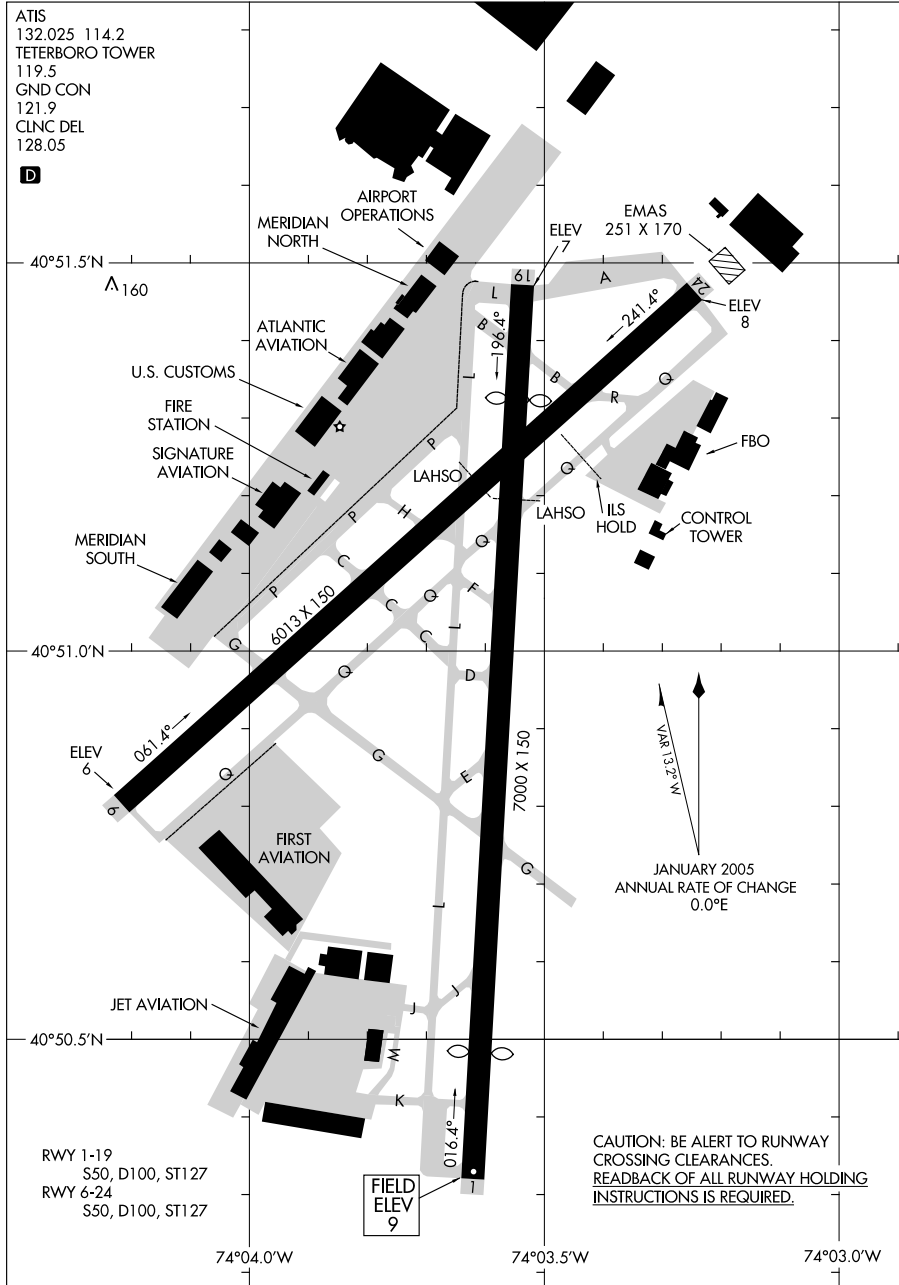 ATIS
132.025 114.2
TETERBORO TOWER
119.5
GND CON
121.9
CLNC DEL
128.05
D
AIRPORT
OPERATIONS
MERIDIAN
NORTH
EMAS
251 X 170
ELEV
7
40°51.5'N
160
19
A
24
ELEV
8
L
B
196.4°
241.4°
ATLANTIC
AVIATION
U.S. CUSTOMS
FIRE
STATION
SIGNATURE
AVIATION
L
B
Q
R
P
FBO
LAHSO
Q
LAHSO
ILS
HOLD
CONTROL
TOWER
P
H
MERIDIAN
SOUTH
Q
C
P
C
Q
F
6013 X 150
L
C
40°51.0'N
G
Q
D
VAR 13.2° W
061.4°
ELEV
6
G
E
7000 X 150
Q
6
FIRST
AVIATION
G
JANUARY 2005
ANNUAL RATE OF CHANGE
0.0°E
L
JET AVIATION
J
J
40°50.5'N
M
K
016.4°
1
RWY 1-19
S50, D100, ST127
RWY 6-24
S50, D100, ST127
FIELD
ELEV
9
CAUTION: BE ALERT TO RUNWAY
CROSSING CLEARANCES.
READBACK OF ALL RUNWAY HOLDING
INSTRUCTIONS IS REQUIRED.
74°04.0'W
74°03.5'W
74°03.0'W